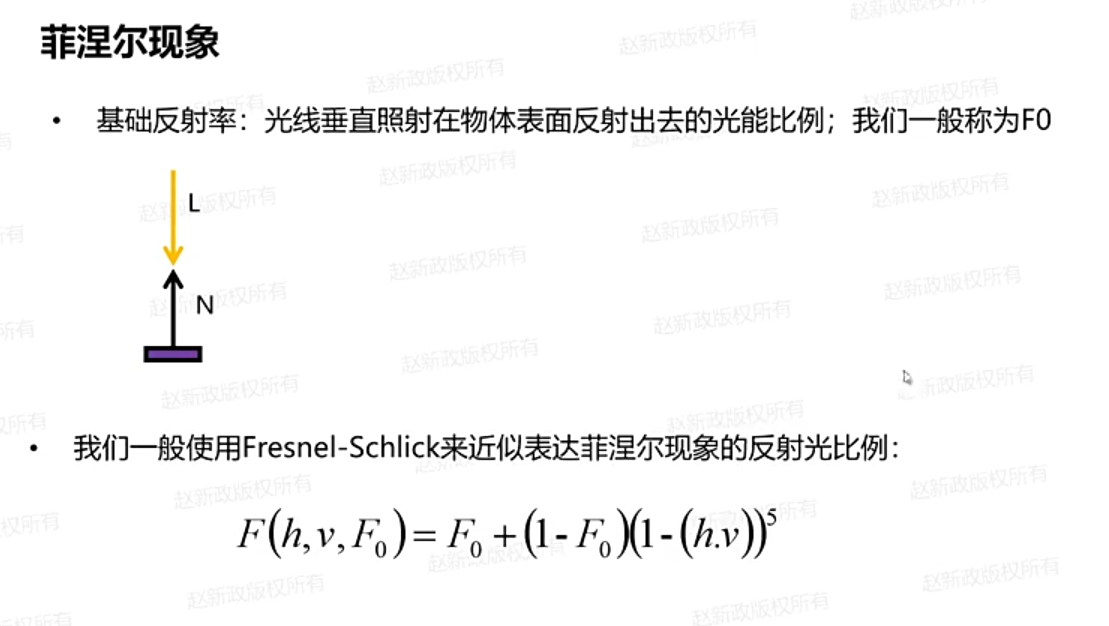 菲涅尔现象
• 基础反射率：光线垂直照射在物体表面反射出去的光能比例；我们一般称为F0
L
N
• 我们一般使用Fresnel-Schlick来近似表达菲涅尔现象的反射光比例：
F(h, v, F₀) = F₀ + (1 - F₀)(1 - (h.v))⁵
赵新政版权所有